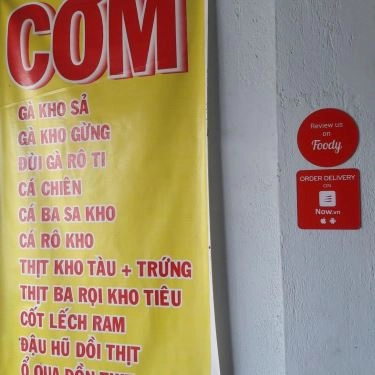 CƠM
GÀ KHO SẢ
GÀ KHO GỪNG
ĐÙI GÀ RÔ TI
CÁ CHIÊN
CÁ BA SA KHO
CÁ RÔ KHO
THỊT KHO TÀU + TRỨNG
THỊT BA RỌI KHO TIÊU
CỐT LẾCH RAM
ĐẬU HŨ DỒI THỊT
Ổ QUA DỒN
Review us
on
Foody
ORDER DELIVERY
ON
Now.vn